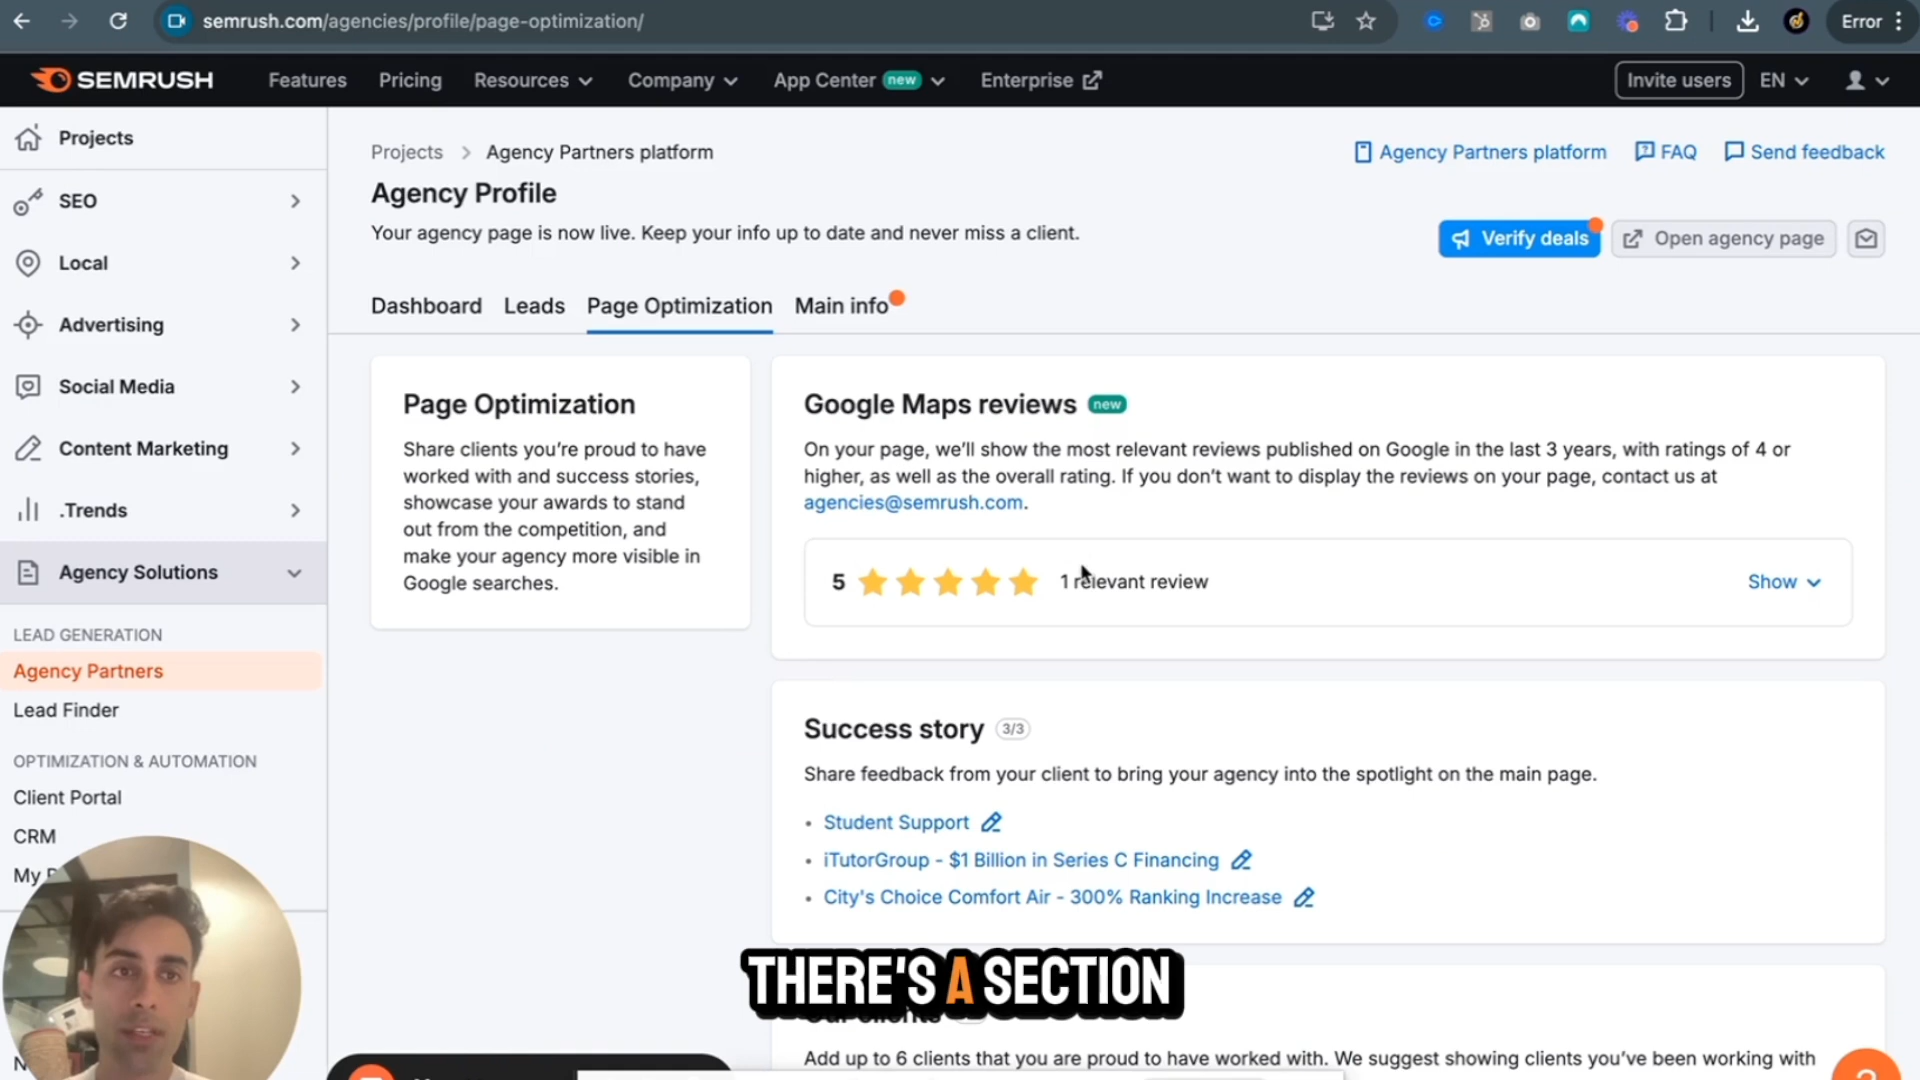 semrush.com/agencies/profile/page-optimization/
Error
SEMRUSH
Features
Pricing
Resources
Company
App Center new
Enterprise
Invite users
EN
Projects
SEO
Local
Advertising
Social Media
Content Marketing
.Trends
Agency Solutions
LEAD GENERATION
Agency Partners
Lead Finder
OPTIMIZATION & AUTOMATION
Client Portal
CRM
Projects > Agency Partners platform
Agency Partners platform
FAQ
Send feedback
Agency Profile
Your agency page is now live. Keep your info up to date and never miss a client.
Verify deals
Open agency page
Dashboard
Leads
Page Optimization
Main info
Page Optimization
Share clients you're proud to have
worked with and success stories,
showcase your awards to stand
out from the competition, and
make your agency more visible in
Google searches.
Google Maps reviews new
On your page, we'll show the most relevant reviews published on Google in the last 3 years, with ratings of 4 or
higher, as well as the overall rating. If you don't want to display the reviews on your page, contact us at
agencies@semrush.com.
5
1 relevant review
Show
Success story 3/3
Share feedback from your client to bring your agency into the spotlight on the main page.
• Student Support
• iTutorGroup - $1 Billion in Series C Financing
• City's Choice Comfort Air - 300% Ranking Increase
THERE'S A SECTION
Add up to 6 clients that you are proud to have worked with. We suggest showing clients you've been working with